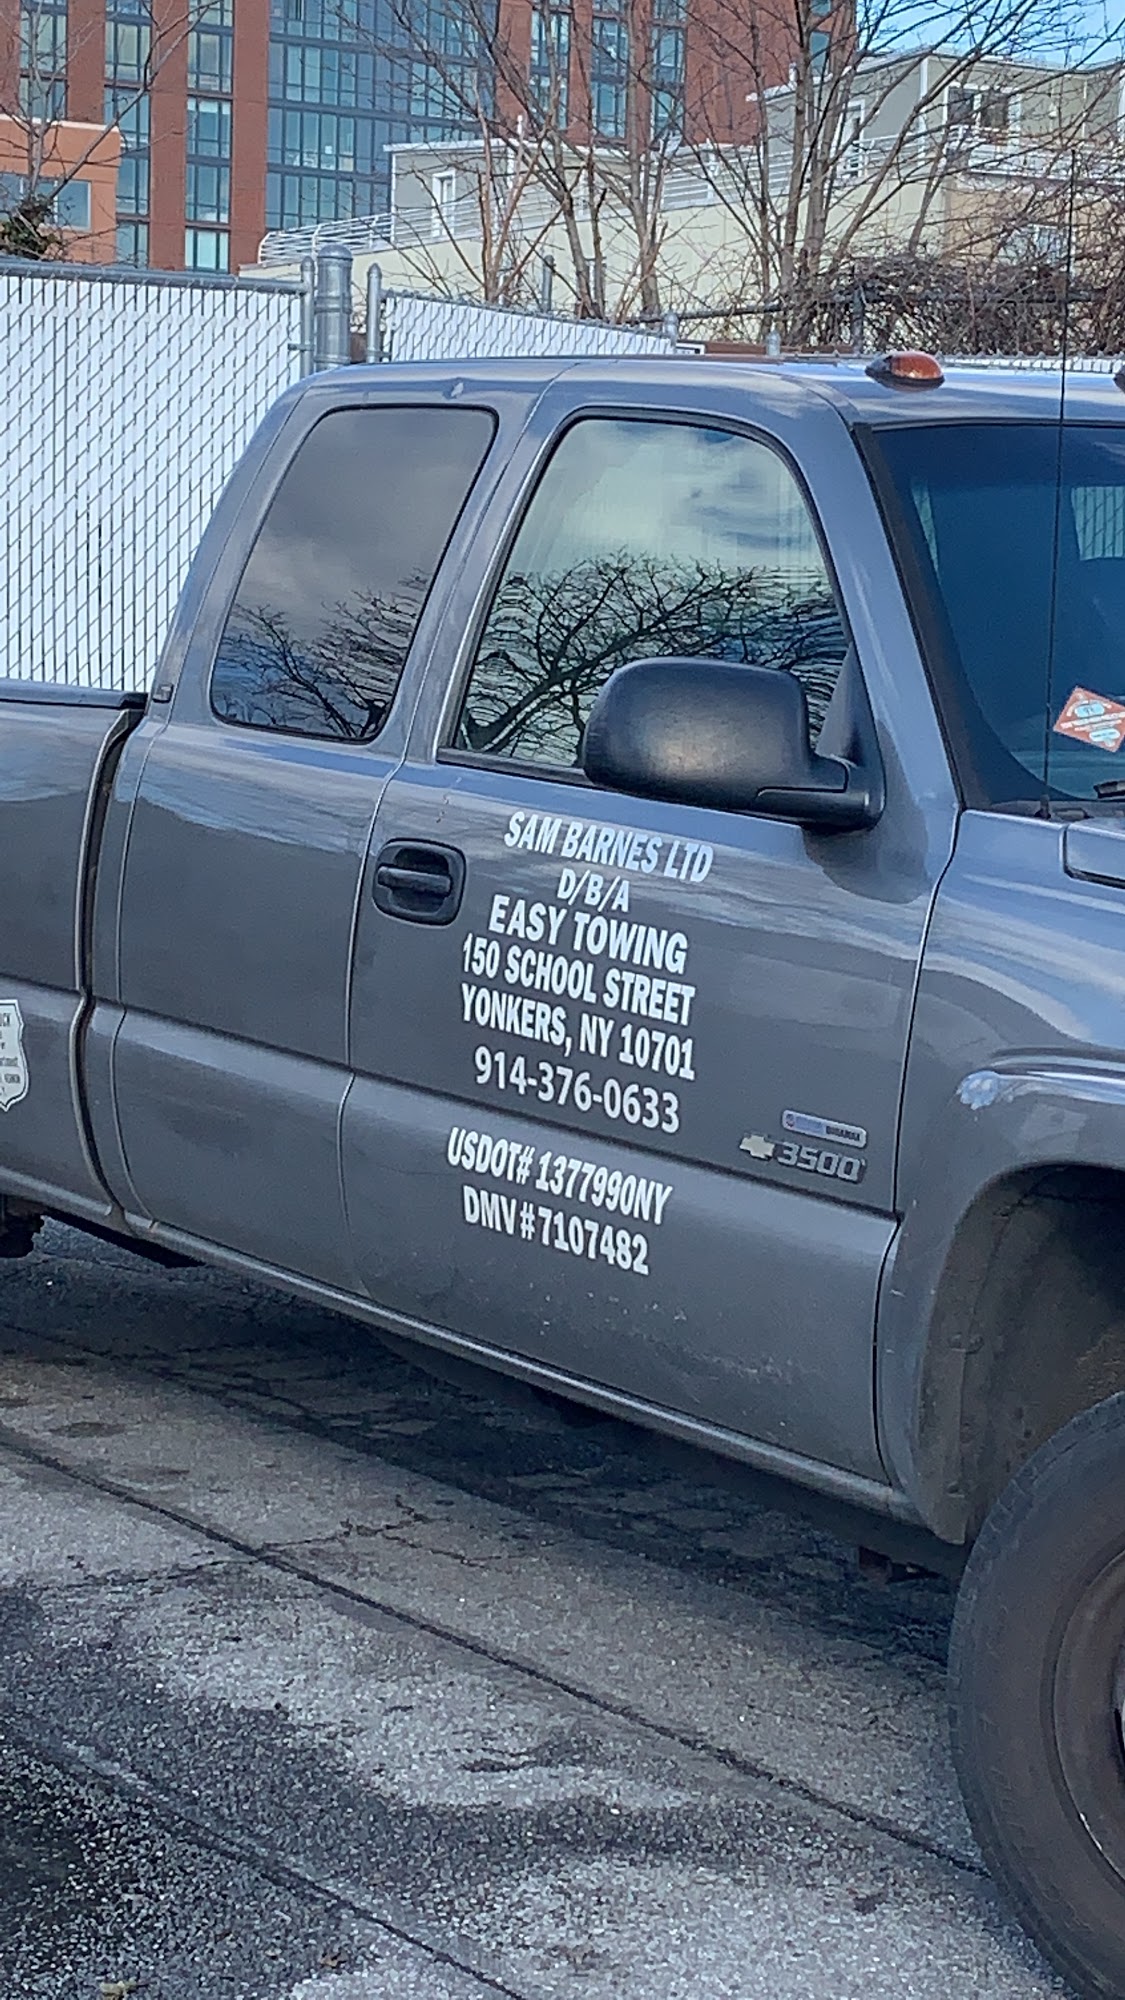 SAM BARNES LTD
D/B/A
EASY TOWING
150 SCHOOL STREET
YONKERS, NY 10701
914-376-0633
USDOT# 1377990NY
DMV#7107482
DURAMAX
3500